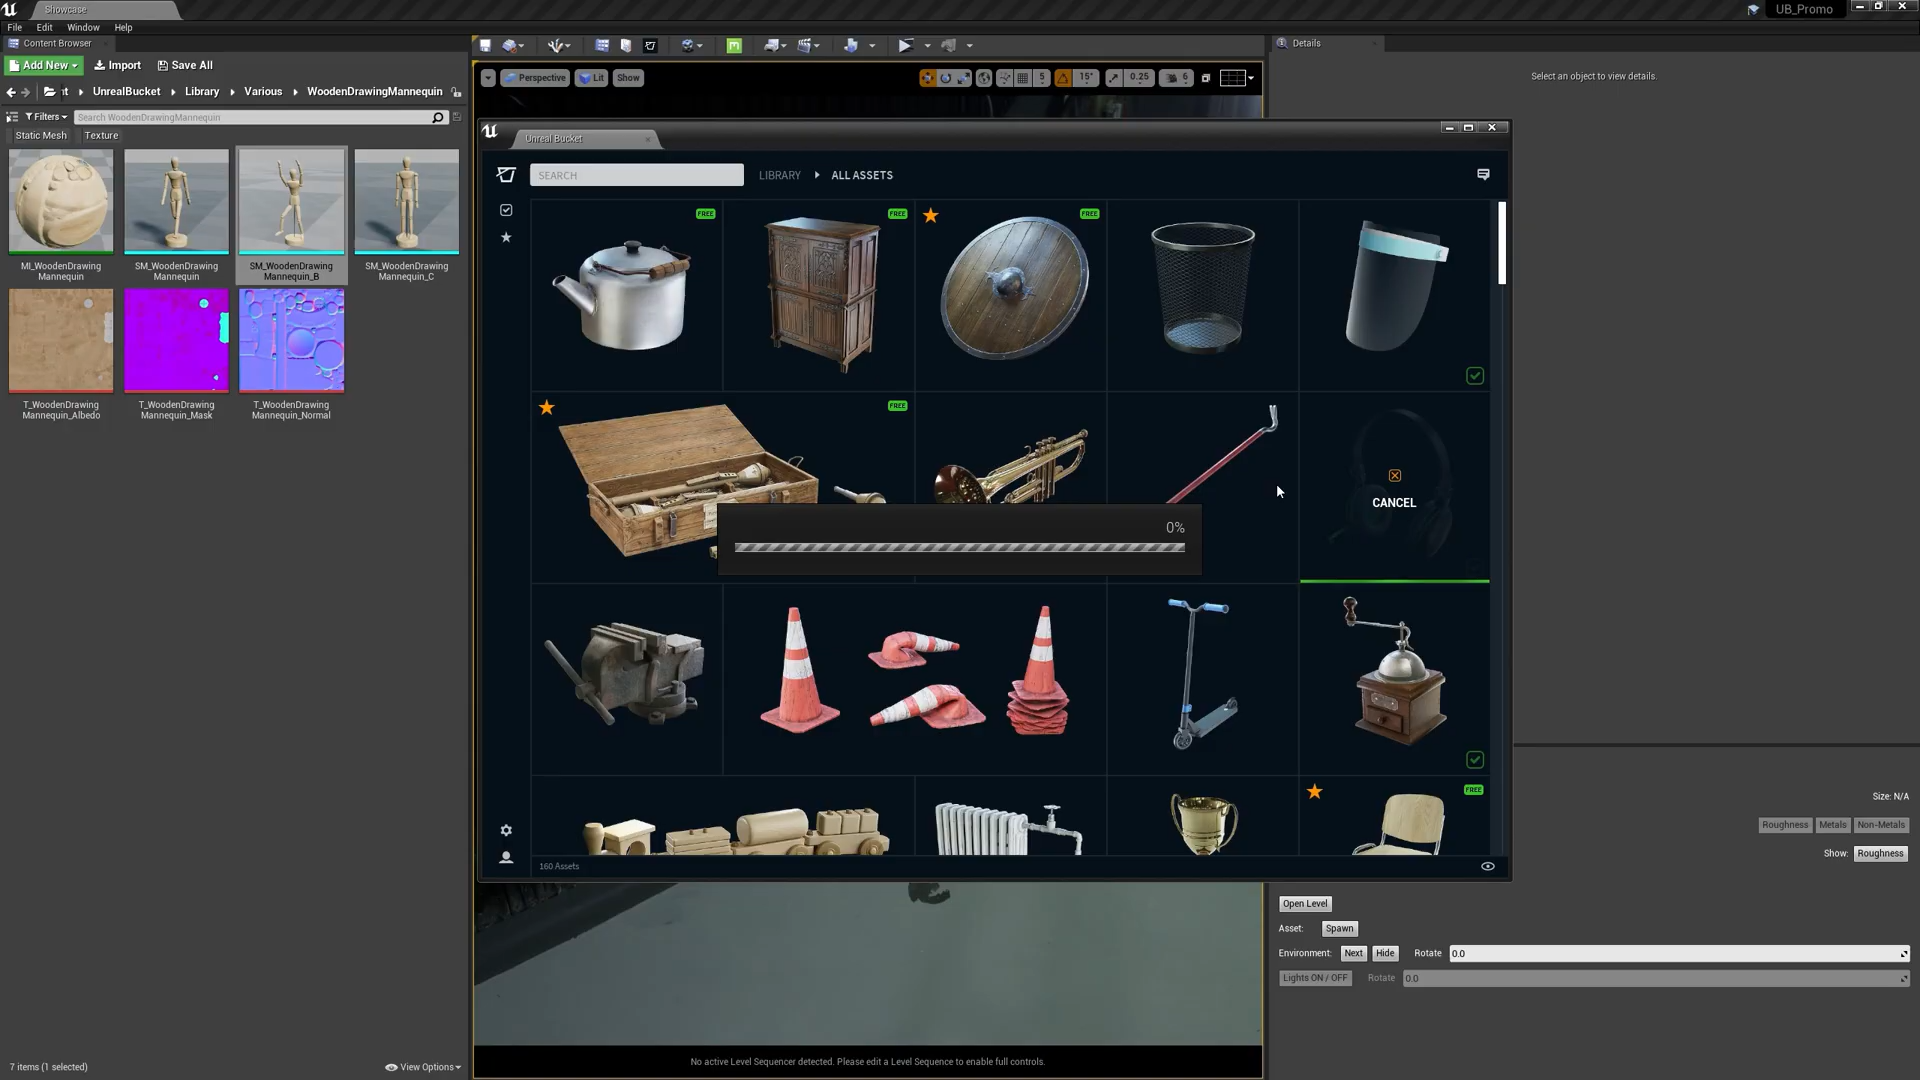 Showcase
UB_Promo
File Edit Window Help
Content Browser
Details
Add New Import Save All
Select an object to view details.
Perspective Lit Show
5 15° 0.25 6
UnrealBucket Library Various WoodenDrawingMannequin
Filters Search WoodenDrawingMannequin
Static Mesh Texture
Unreal Bucket
SEARCH
LIBRARY ALL ASSETS
FREE FREE FREE
MI_WoodenDrawing
Mannequin
SM_WoodenDrawing
Mannequin
SM_WoodenDrawing
Mannequin_B
SM_WoodenDrawing
Mannequin_C
T_WoodenDrawing
Mannequin_Albedo
T_WoodenDrawing
Mannequin_Mask
T_WoodenDrawing
Mannequin_Normal
FREE
CANCEL
0%
FREE
160 Assets
Size: N/A
Roughness Metals Non-Metals
Show: Roughness
Open Level
Asset: Spawn
Environment: Next Hide Rotate 0.0
Lights ON / OFF Rotate 0.0
No active Level Sequencer detected. Please edit a Level Sequence to enable full controls.
7 items (1 selected)
View Options